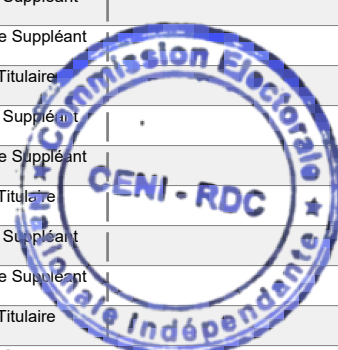 Suppléant
e Suppléant
Titulaire
Suppléant
e Suppléant
Titulaire
Suppléant
e Suppléant
Titulaire
Commission Electorale
Nationale Indépendante
CENI - RDC